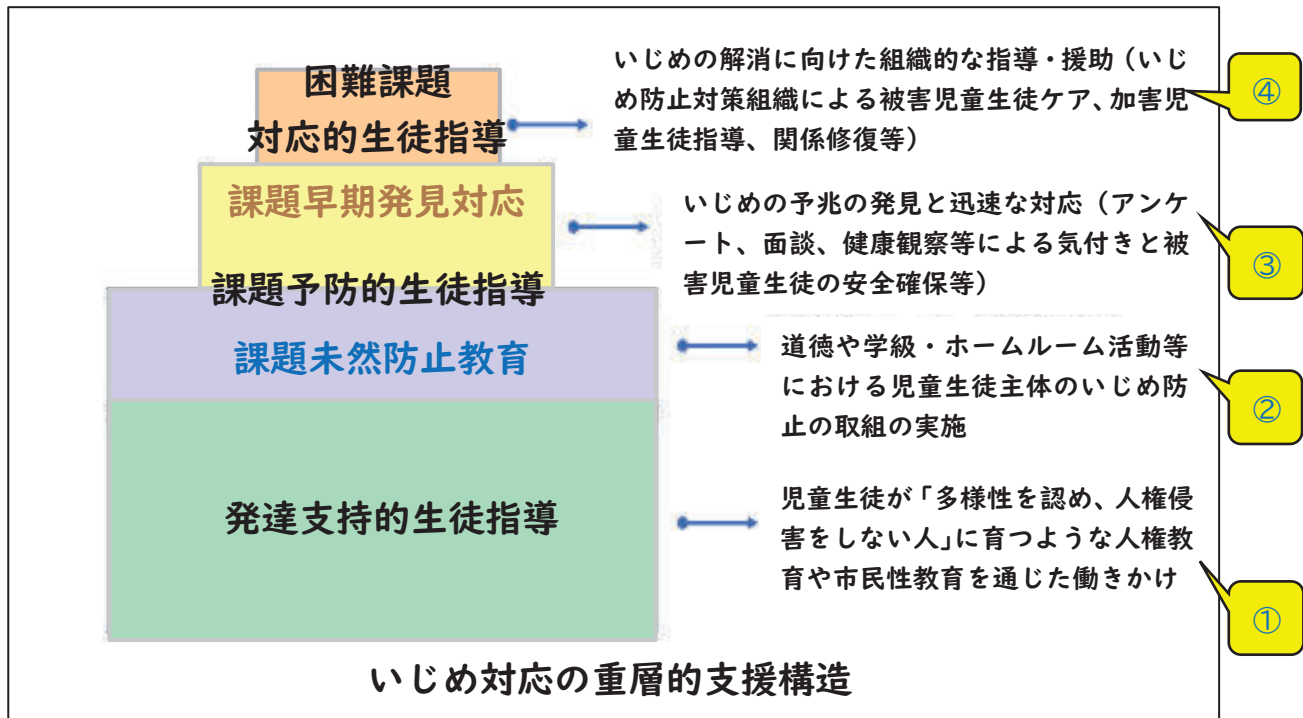 困難課題
対応的生徒指導
いじめの解消に向けた組織的な指導・援助（いじ
め防止対策組織による被害児童生徒ケア、加害児
童生徒指導、関係修復等）
④
課題早期発見対応
いじめの予兆の発見と迅速な対応（アンケ
ート、面談、健康観察等による気付きと被
害児童生徒の安全確保等）
③
課題予防的生徒指導
課題未然防止教育
道徳や学級・ホームルーム活動等
における児童生徒主体のいじめ防
止の取組の実施
②
発達支持的生徒指導
児童生徒が「多様性を認め、人権侵
害をしない人」に育つような人権教
育や市民性教育を通じた働きかけ
①
いじめ対応の重層的支援構造